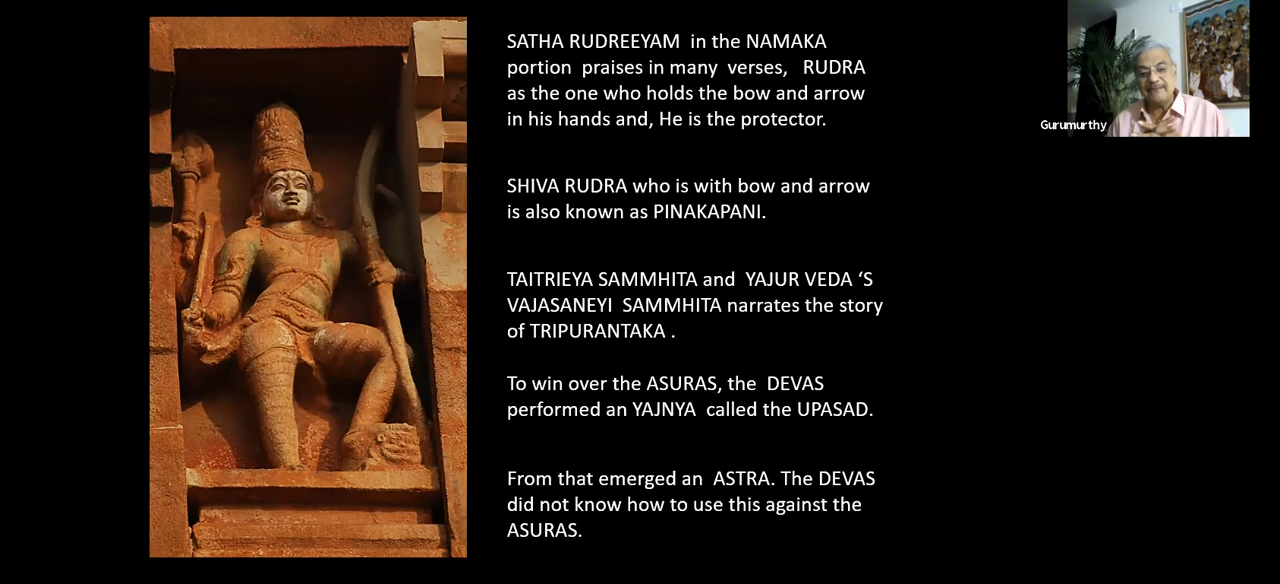 SATHA RUDREEYAM in the NAMAKA
portion praises in many verses, RUDRA
as the one who holds the bow and arrow
in his hands and, He is the protector.
SHIVA RUDRA who is with bow and arrow
is also known as PINAKAPANI.
TAITRIEYA SAMMHITA and YAJUR VEDA ‘S
VAJASANEYI SAMMHITA narrates the story
of TRIPURANTAKA .
To win over the ASURAS, the DEVAS
performed an YAJNYA called the UPASAD.
From that emerged an ASTRA. The DEVAS
did not know how to use this against the
ASURAS.
Gurumurthy